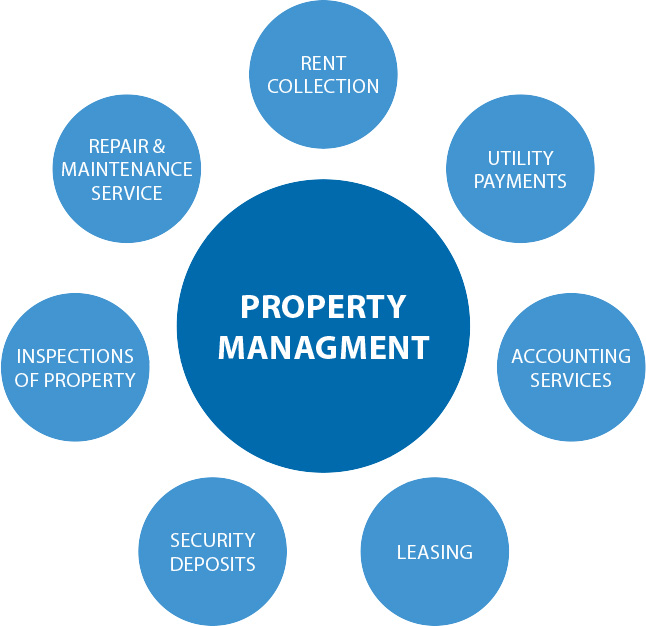 RENT
COLLECTION
UTILITY
PAYMENTS
ACCOUNTING
SERVICES
LEASING
SECURITY
DEPOSITS
INSPECTIONS
OF PROPERTY
REPAIR &
MAINTENANCE
SERVICE
PROPERTY
MANAGMENT